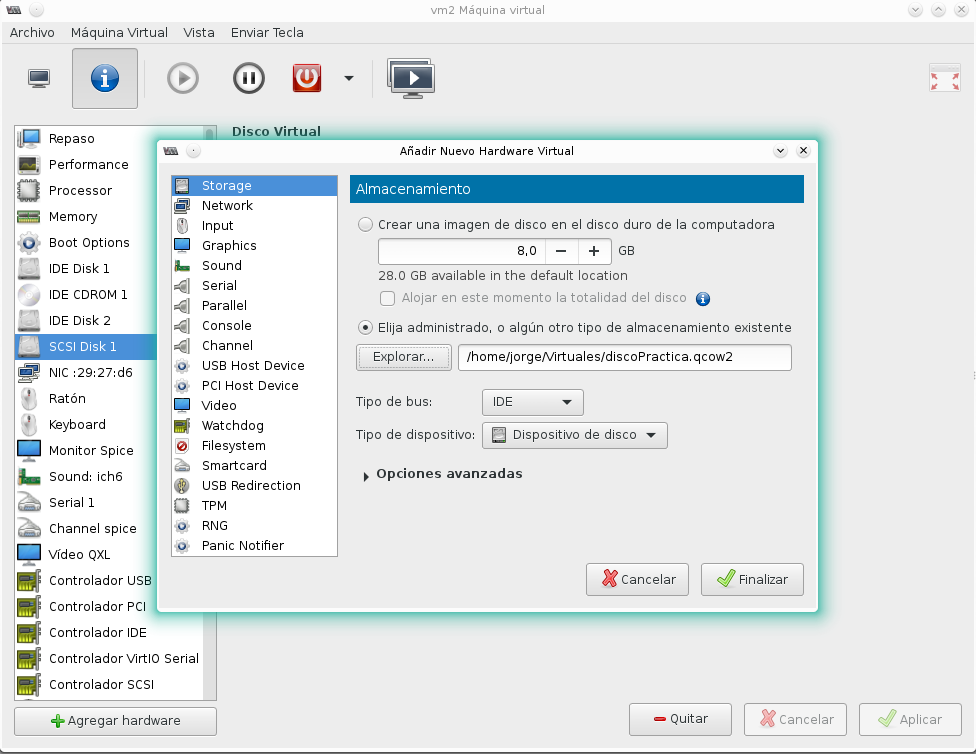 vm2 Máquina virtual
Archivo Máquina Virtual Vista Enviar Tecla
Disco Virtual
Repaso
Performance
Processor
Memory
Boot Options
IDE Disk 1
IDE CDROM 1
IDE Disk 2
SCSI Disk 1
NIC :29:27:d6
Ratón
Keyboard
Monitor Spice
Sound: ich6
Serial 1
Channel spice
Vídeo QXL
Controlador USB
Controlador PCI
Controlador IDE
Controlador VirtIO Serial
Controlador SCSI
Agregar hardware
Añadir Nuevo Hardware Virtual
Storage
Network
Input
Graphics
Sound
Serial
Parallel
Console
Channel
USB Host Device
PCI Host Device
Video
Watchdog
Filesystem
Smartcard
USB Redirection
TPM
RNG
Panic Notifier
Almacenamiento
Crear una imagen de disco en el disco duro de la computadora
8,0 − + GB
28.0 GB available in the default location
Alojar en este momento la totalidad del disco
Elija administrado, o algún otro tipo de almacenamiento existente
Explorar... /home/jorge/Virtuales/discoPractica.qcow2
Tipo de bus: IDE
Tipo de dispositivo: Dispositivo de disco
Opciones avanzadas
Cancelar Finalizar
Quitar Cancelar Aplicar